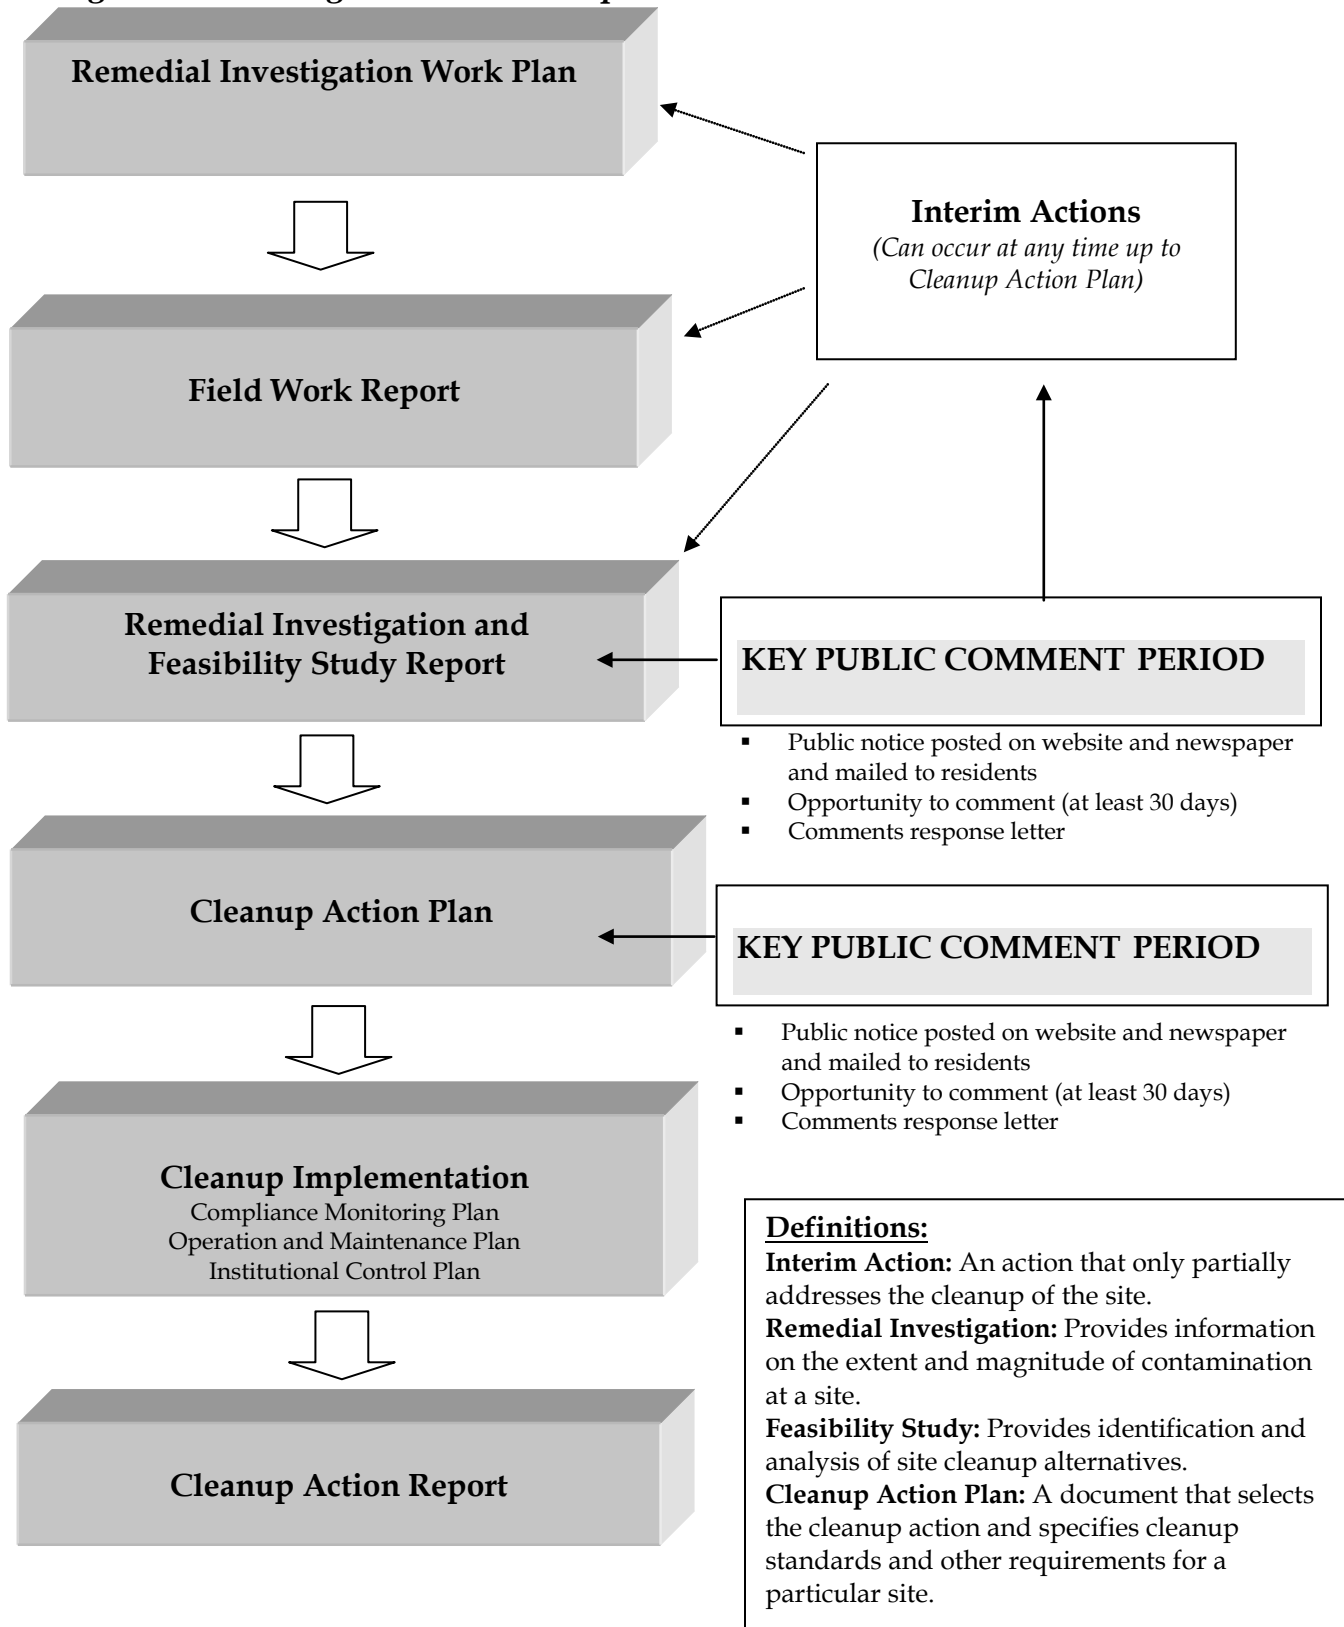 Remedial Investigation Work Plan
Interim Actions
(Can occur at any time up to
Cleanup Action Plan)
Field Work Report
Remedial Investigation and
Feasibility Study Report
KEY PUBLIC COMMENT PERIOD
▪ Public notice posted on website and newspaper
and mailed to residents
▪ Opportunity to comment (at least 30 days)
▪ Comments response letter
Cleanup Action Plan
KEY PUBLIC COMMENT PERIOD
▪ Public notice posted on website and newspaper
and mailed to residents
▪ Opportunity to comment (at least 30 days)
▪ Comments response letter
Cleanup Implementation
Compliance Monitoring Plan
Operation and Maintenance Plan
Institutional Control Plan
Cleanup Action Report
Definitions:
Interim Action: An action that only partially
addresses the cleanup of the site.
Remedial Investigation: Provides information
on the extent and magnitude of contamination
at a site.
Feasibility Study: Provides identification and
analysis of site cleanup alternatives.
Cleanup Action Plan: A document that selects
the cleanup action and specifies cleanup
standards and other requirements for a
particular site.